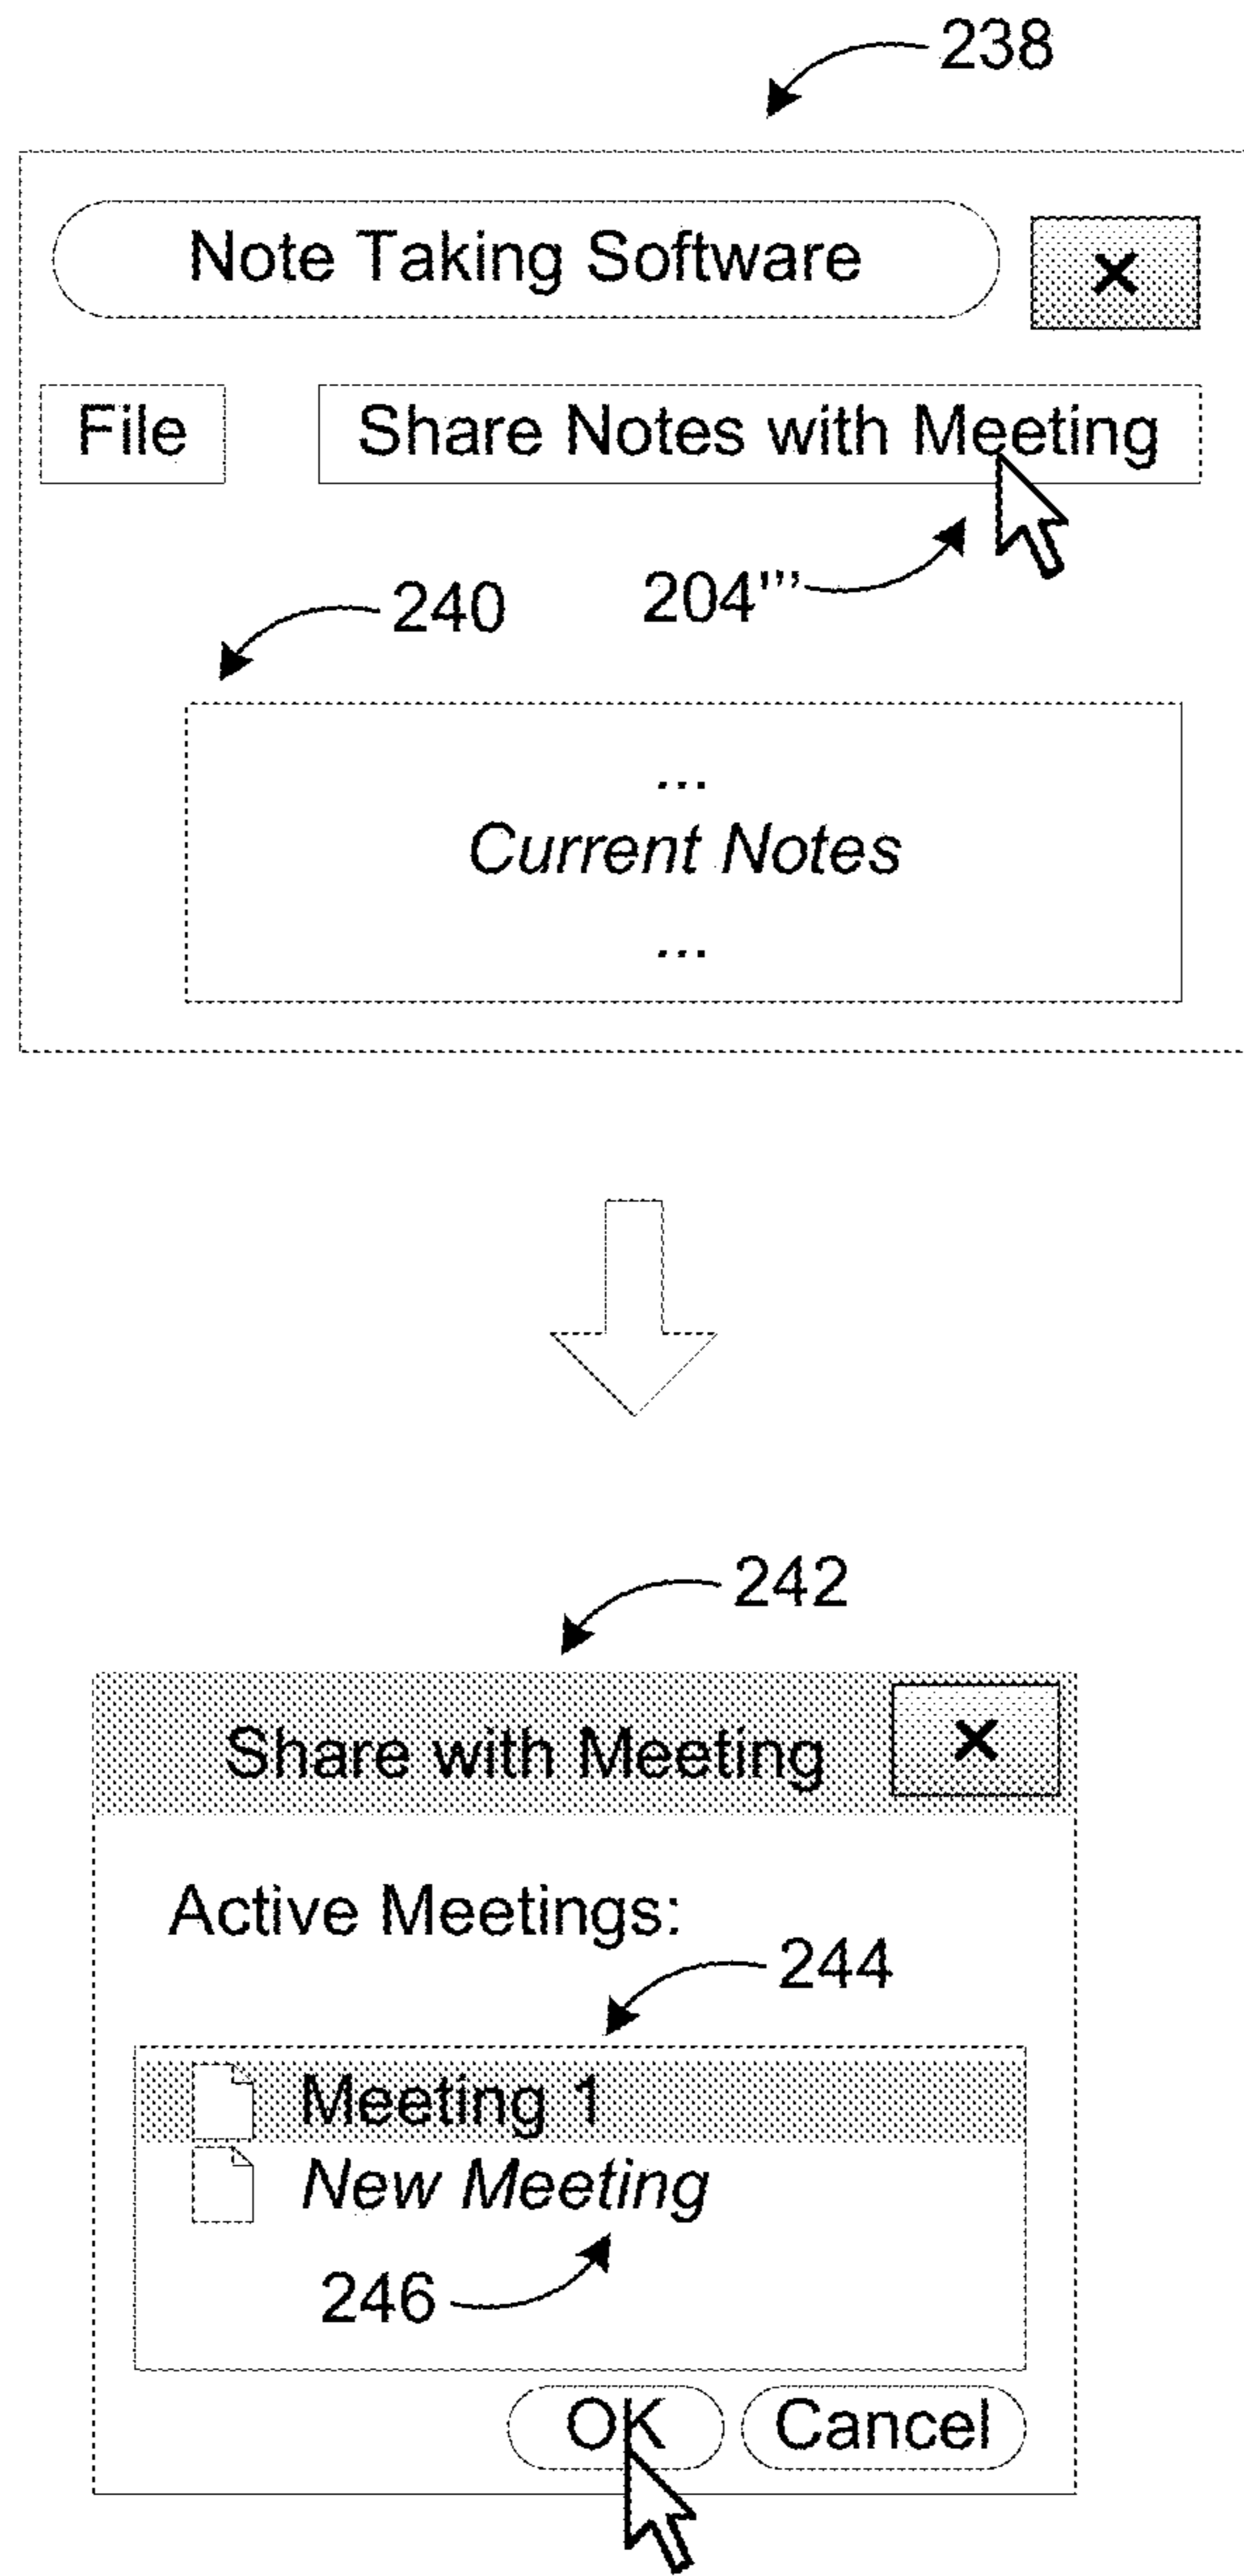 238
Note Taking Software
×
File
Share Notes with Meeting
204'''
240
...
Current Notes
...
242
Share with Meeting
×
Active Meetings:
244
Meeting 1
New Meeting
246
OK
Cancel